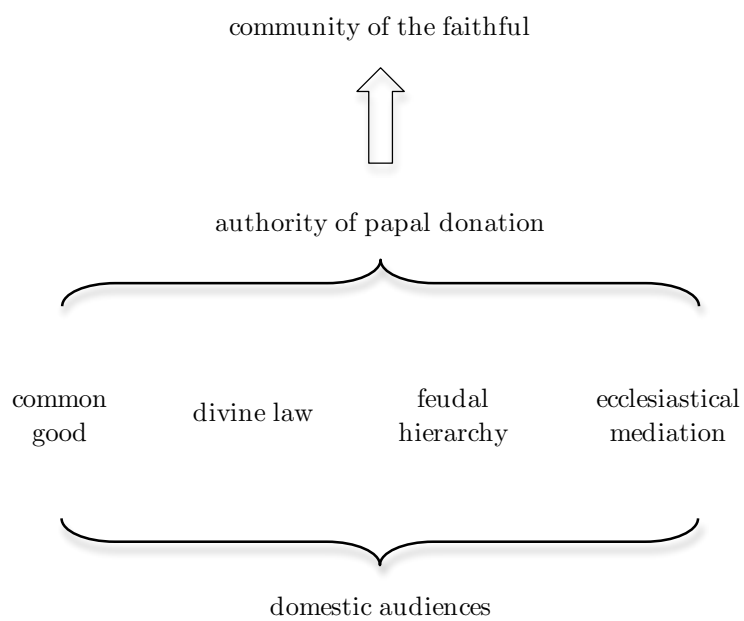 community of the faithful
authority of papal donation
common
good
divine law
feudal
hierarchy
ecclesiastical
mediation
domestic audiences